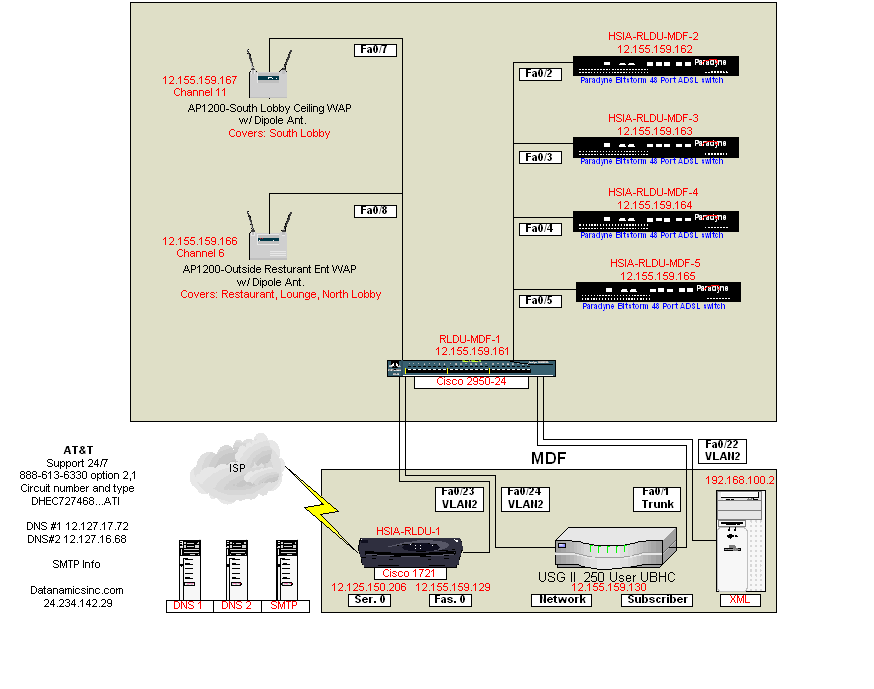 Fa0/7
12.155.159.167
Channel 11
AP1200-South Lobby Ceiling WAP
w/ Dipole Ant.
Covers: South Lobby
Fa0/8
12.155.159.166
Channel 6
AP1200-Outside Resturant Ent WAP
w/ Dipole Ant.
Covers: Restaurant, Lounge, North Lobby
HSIA-RLDU-MDF-2
12.155.159.162
Paradyne
Fa0/2
Paradyne Bitstorm 48 Port ADSL switch
HSIA-RLDU-MDF-3
12.155.159.163
Paradyne
Fa0/3
Paradyne Bitstorm 48 Port ADSL switch
HSIA-RLDU-MDF-4
12.155.159.164
Paradyne
Fa0/4
Paradyne Bitstorm 48 Port ADSL switch
HSIA-RLDU-MDF-5
12.155.159.165
Paradyne
Fa0/5
Paradyne Bitstorm 48 Port ADSL switch
RLDU-MDF-1
12.155.159.161
Cisco 2950-24
AT&T
Support 24/7
888-613-6330 option 2,1
Circuit number and type
DHEC727468...ATI
DNS #1 12.127.17.72
DNS#2 12.127.16.68
SMTP Info
Datanamicsinc.com
24.234.142.29
ISP
DNS 1
DNS 2
SMTP
MDF
Fa0/22
VLAN2
Fa0/23
VLAN2
Fa0/24
VLAN2
Fa0/1
Trunk
192.168.100.2
HSIA-RLDU-1
Cisco 1721
12.125.150.206
12.155.159.129
Ser. 0
Fas. 0
USG II 250 User UBHC
12.155.159.130
Network
Subscriber
XML